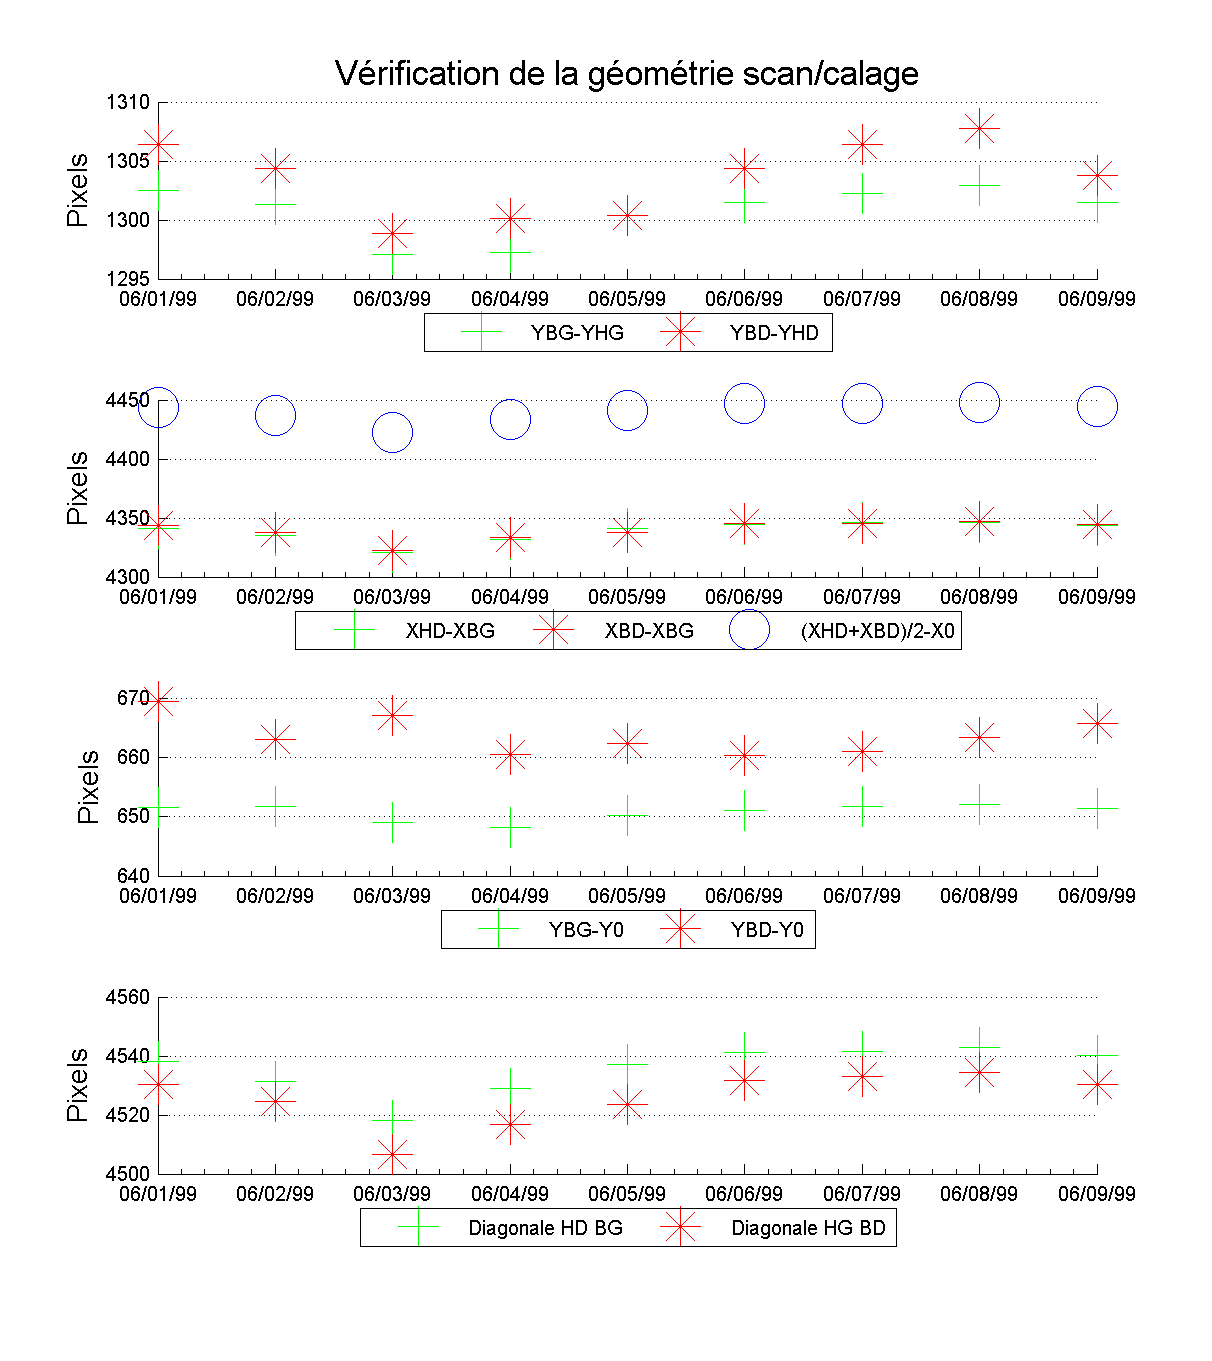 Vérification de la géométrie scan/calage
Pixels
1310
1305
1300
1295
06/01/99 06/02/99 06/03/99 06/04/99 06/05/99 06/06/99 06/07/99 06/08/99 06/09/99
YBG-YHG YBD-YHD
Pixels
4450
4400
4350
4300
06/01/99 06/02/99 06/03/99 06/04/99 06/05/99 06/06/99 06/07/99 06/08/99 06/09/99
XHD-XBG XBD-XBG (XHD+XBD)/2-X0
Pixels
670
660
650
640
06/01/99 06/02/99 06/03/99 06/04/99 06/05/99 06/06/99 06/07/99 06/08/99 06/09/99
YBG-Y0 YBD-Y0
Pixels
4560
4540
4520
4500
06/01/99 06/02/99 06/03/99 06/04/99 06/05/99 06/06/99 06/07/99 06/08/99 06/09/99
Diagonale HD BG Diagonale HG BD